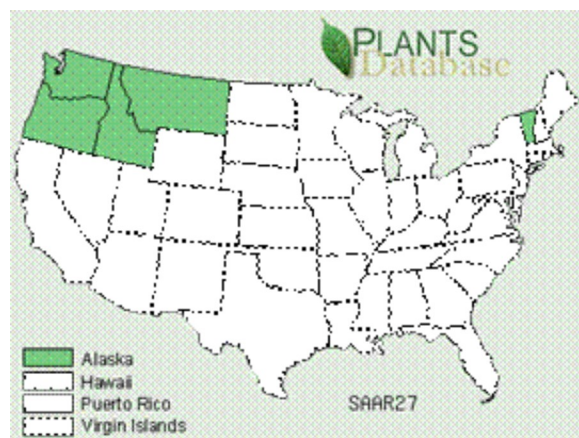 PLANTS
Database
Alaska
Hawaii
Puerto Rico
Virgin Islands
SAAR27